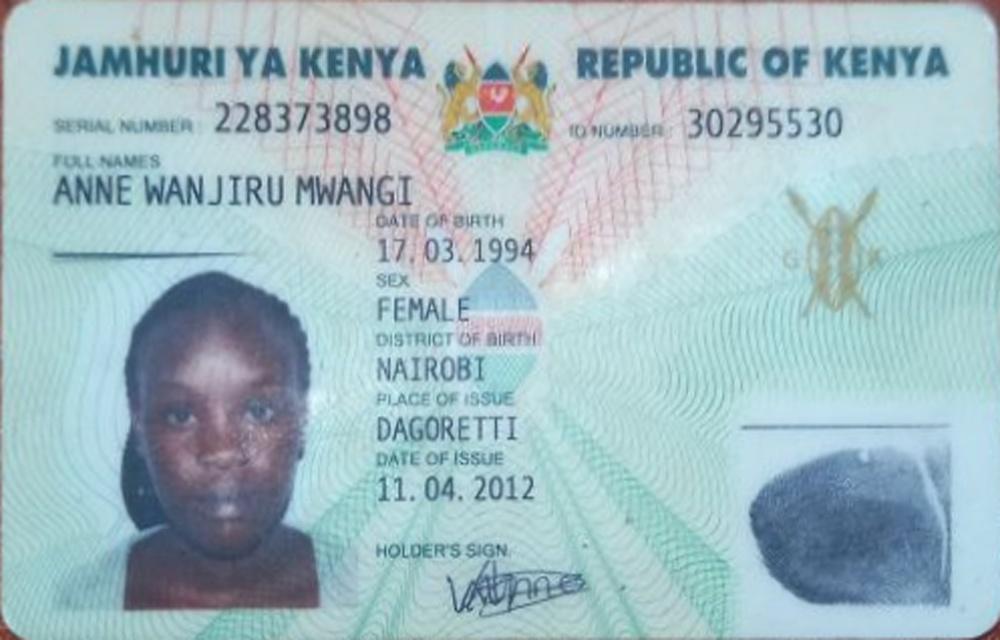 JAMHURI YA KENYA REPUBLIC OF KENYA
SERIAL NUMBER : 228373898 ID NUMBER : 30295530
FULL NAMES
ANNE WANJIRU MWANGI
DATE OF BIRTH
17. 03. 1994
SEX
FEMALE
DISTRICT OF BIRTH
NAIROBI
PLACE OF ISSUE
DAGORETTI
DATE OF ISSUE
11. 04. 2012
HOLDER'S SIGN.
G K